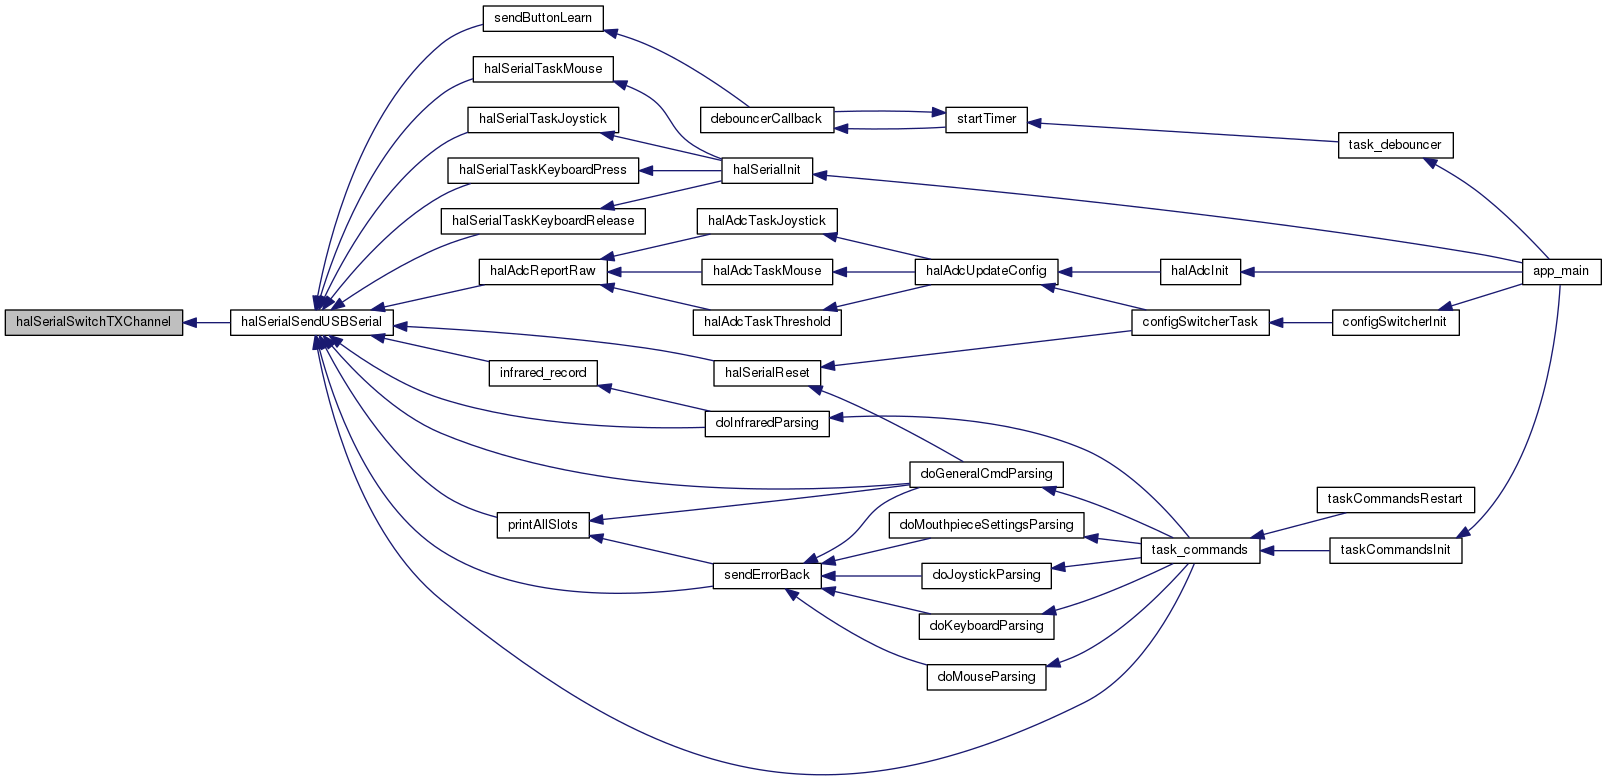 sendButtonLearn
halSerialTaskMouse
halSerialTaskJoystick
debouncerCallback
startTimer
task_debouncer
halSerialTaskKeyboardPress
halSerialInit
halSerialTaskKeyboardRelease
halAdcTaskJoystick
halAdcReportRaw
halAdcTaskMouse
halAdcUpdateConfig
halAdcInit
app_main
halSerialSwitchTXChannel
halSerialSendUSBSerial
halAdcTaskThreshold
configSwitcherTask
configSwitcherInit
infrared_record
halSerialReset
doInfraredParsing
doGeneralCmdParsing
taskCommandsRestart
printAllSlots
doMouthpieceSettingsParsing
task_commands
taskCommandsInit
sendErrorBack
doJoystickParsing
doKeyboardParsing
doMouseParsing